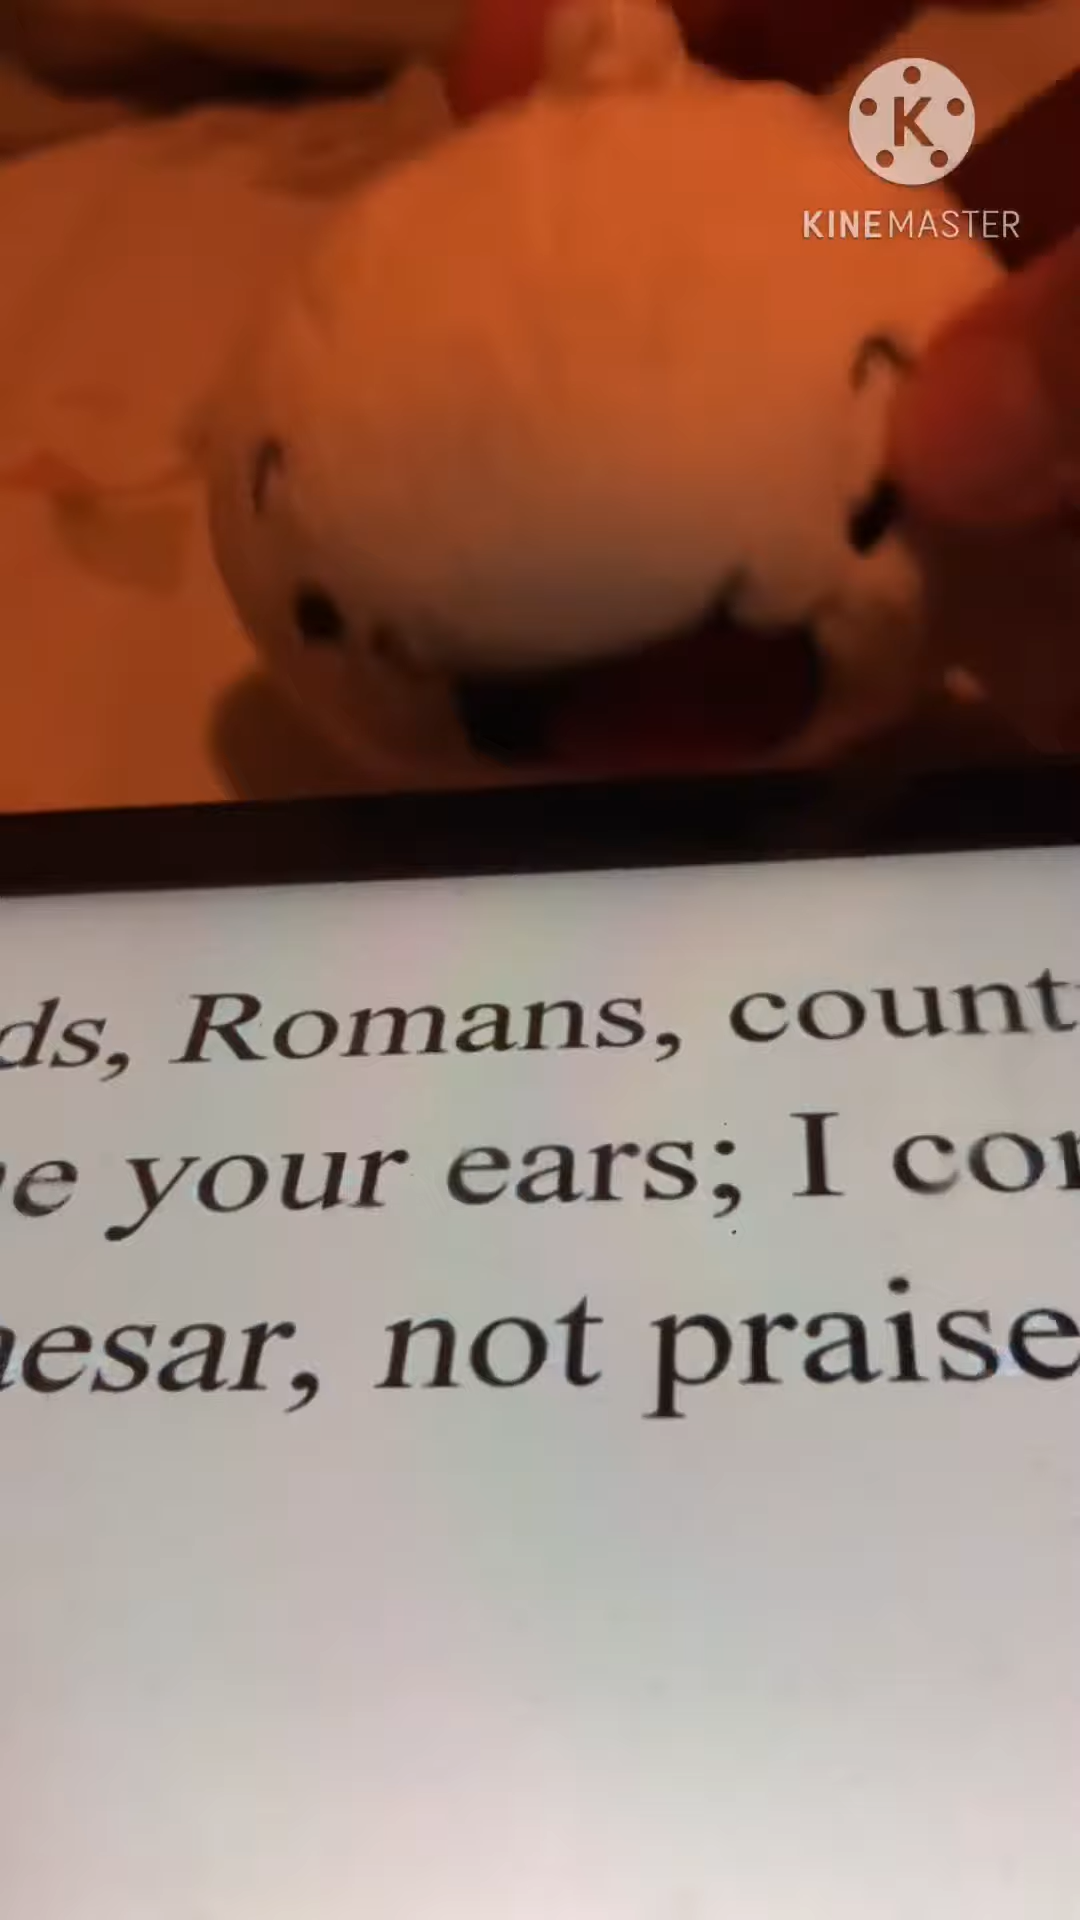 K
KINEMASTER
ds, Romans, count
e your ears; I co
aesar, not praise